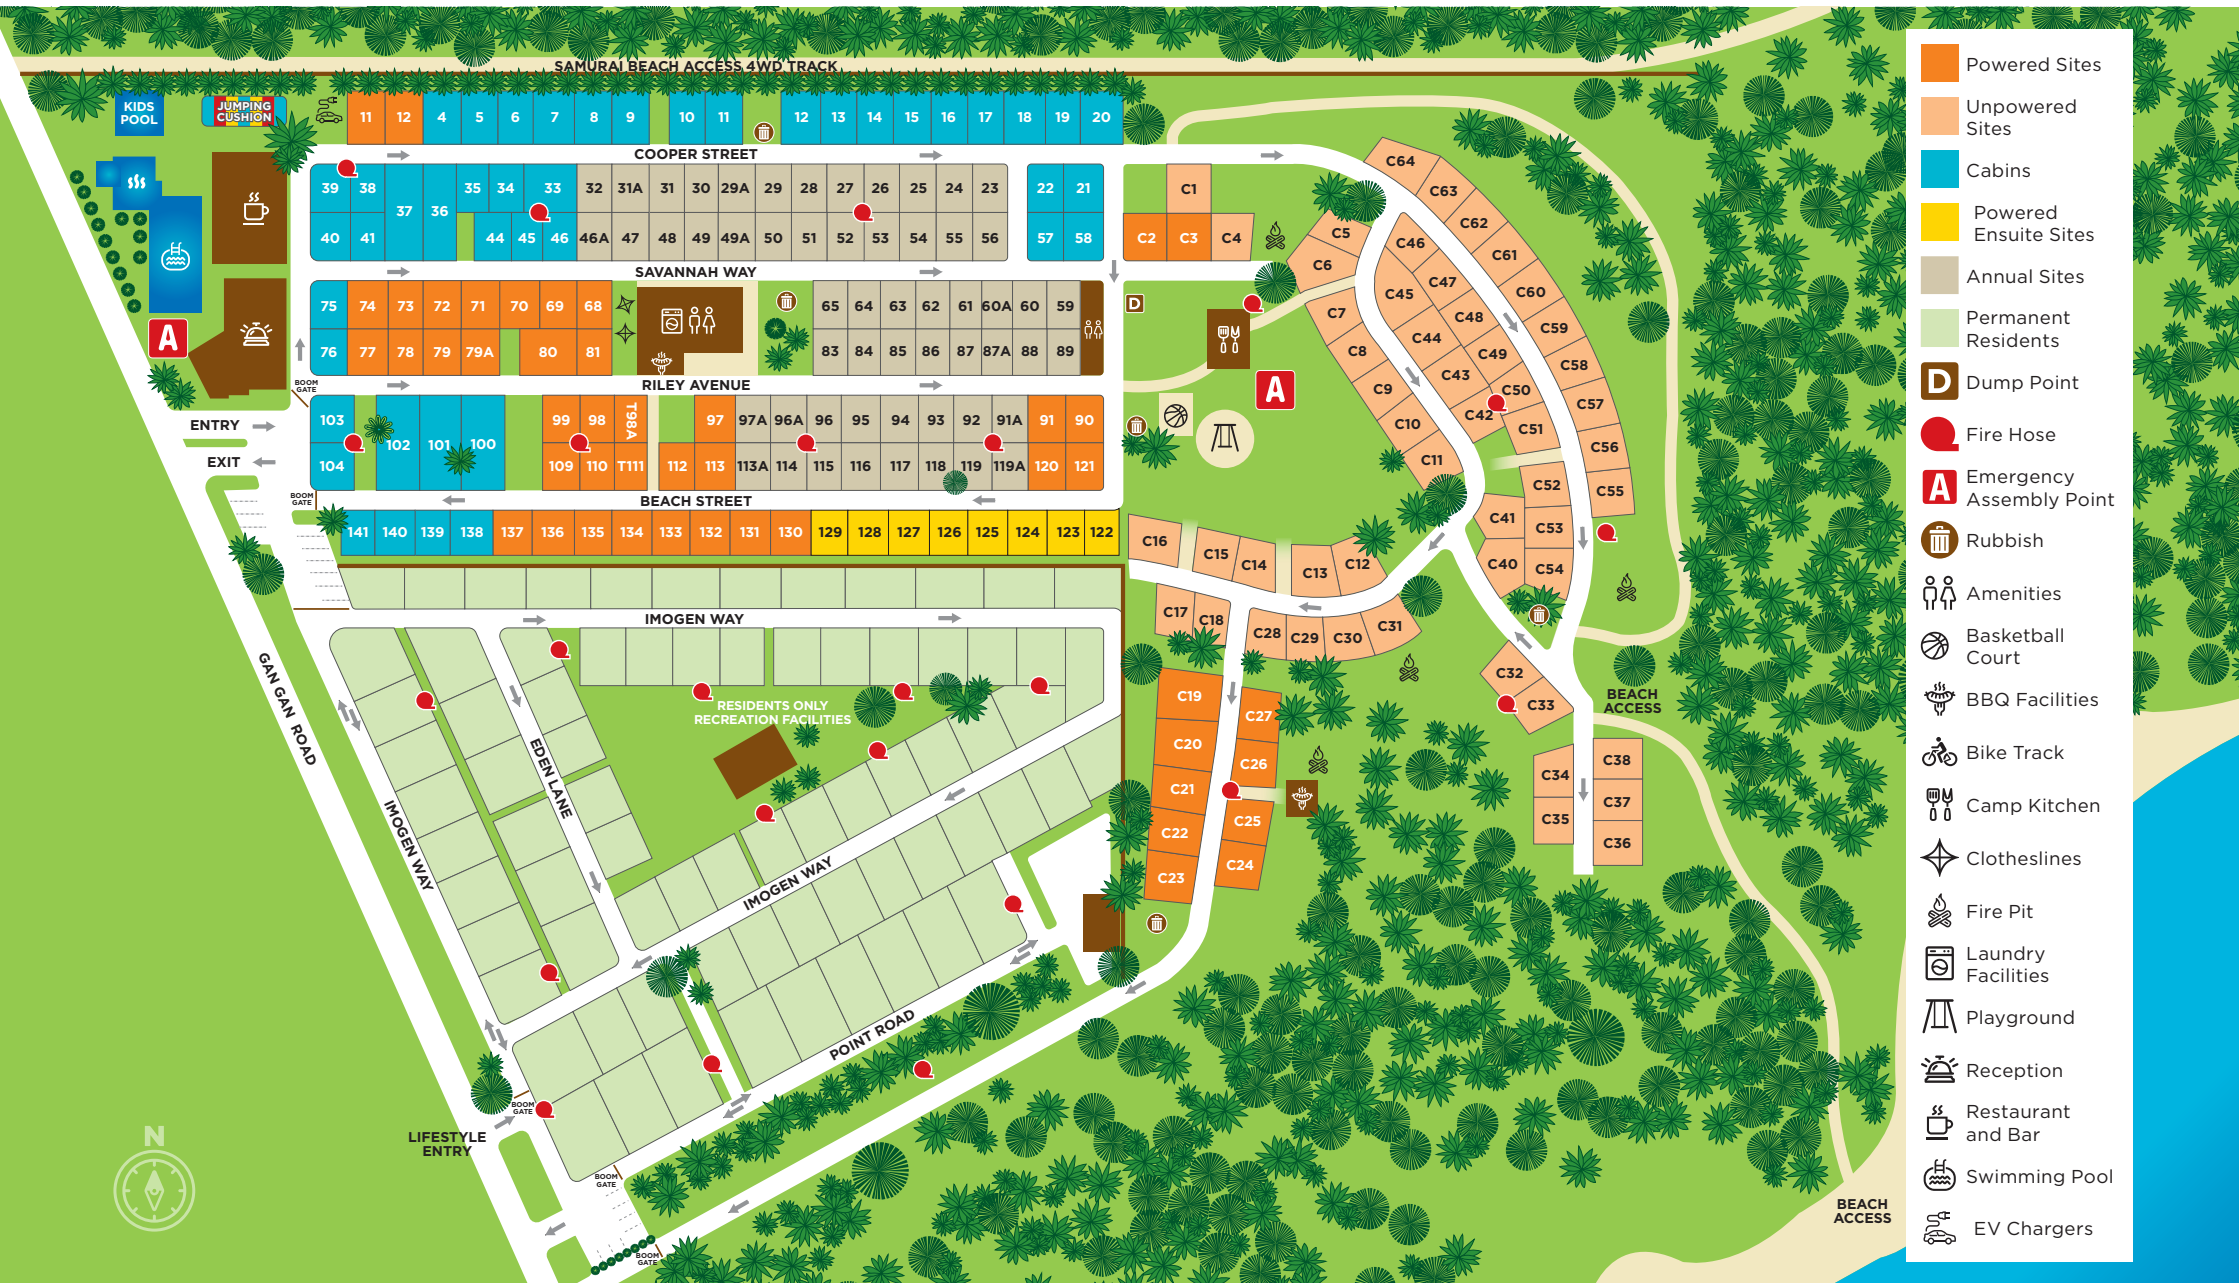 SAMURAI BEACH ACCESS 4WD TRACK
KIDS
POOL
JUMPING
CUSHION
11 12 4 5 6 7 8 9 10 11 12 13 14 15 16 17 18 19 20
COOPER STREET
39 38 37 36 35 34 33 32 31A 31 30 29A 29 28 27 26 25 24 23 22 21
40 41 44 45 46 46A 47 48 49 49A 50 51 52 53 54 55 56 57 58
C1
C2 C3 C4
SAVANNAH WAY
75 74 73 72 71 70 69 68 65 64 63 62 61 60A 60 59
76 77 78 79 79A 80 81 83 84 85 86 87 87A 88 89
D
A
BOOM
GATE
RILEY AVENUE
A
ENTRY
EXIT
103 102 101 100 99 98 T98A 97 97A 96A 96 95 94 93 92 91A 91 90
104 109 110 T111 112 113 113A 114 115 116 117 118 119 119A 120 121
BOOM
GATE
BEACH STREET
141 140 139 138 137 136 135 134 133 132 131 130 129 128 127 126 125 124 123 122
C64
C63
C62
C61
C60
C59
C58
C57
C56
C55
C5
C6
C7
C8
C9
C10
C11
C46
C45
C47
C44
C48
C43
C49
C42
C50
C51
C52
C41
C53
C40
C54
C16 C15 C14 C13 C12
C17 C18 C28 C29 C30 C31
C32
C33
C34
C35
C38
C37
C36
C19
C20
C21
C22
C23
C27
C26
C25
C24
BEACH
ACCESS
IMOGEN WAY
GAN GAN ROAD
RESIDENTS ONLY
RECREATION FACILITIES
EDEN LANE
IMOGEN WAY
IMOGEN WAY
POINT ROAD
BOOM
GATE
LIFESTYLE
ENTRY
BOOM
GATE
BOOM
GATE
N
BEACH
ACCESS
Powered Sites
Unpowered
Sites
Cabins
Powered
Ensuite Sites
Annual Sites
Permanent
Residents
D Dump Point
Fire Hose
A Emergency
Assembly Point
Rubbish
Amenities
Basketball
Court
BBQ Facilities
Bike Track
Camp Kitchen
Clotheslines
Fire Pit
Laundry
Facilities
Playground
Reception
Restaurant
and Bar
Swimming Pool
EV Chargers